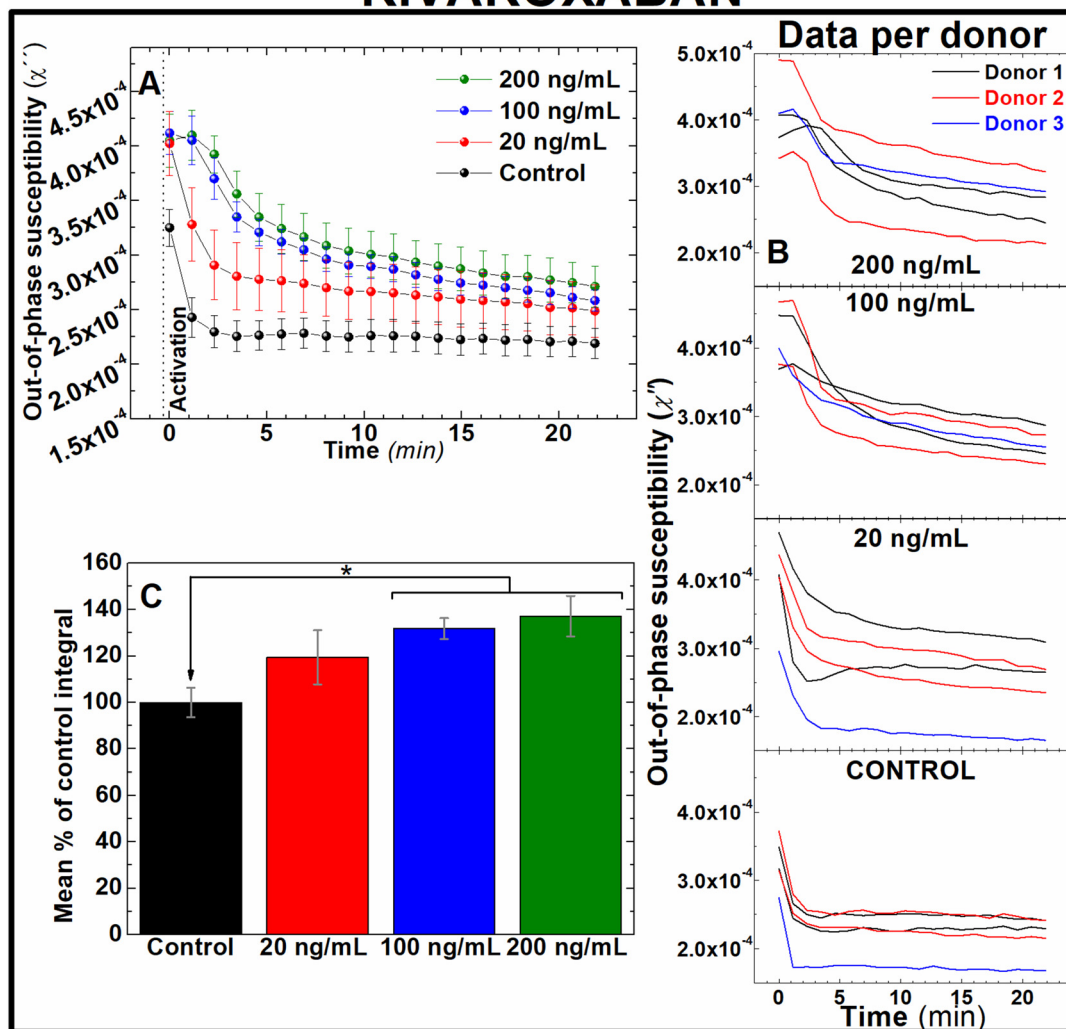 RIVAROXABAN
A
Out-of-phase susceptibility (χ´´)
4.5x10⁻⁴
4.0x10⁻⁴
3.5x10⁻⁴
3.0x10⁻⁴
2.5x10⁻⁴
2.0x10⁻⁴
1.5x10⁻⁴
200 ng/mL
100 ng/mL
20 ng/mL
Control
Activation
0 5 10 15 20
Time (min)
Data per donor
Donor 1
Donor 2
Donor 3
5.0x10⁻⁴
4.0x10⁻⁴
3.0x10⁻⁴
2.0x10⁻⁴
B
200 ng/mL
100 ng/mL
4.0x10⁻⁴
3.0x10⁻⁴
2.0x10⁻⁴
20 ng/mL
4.0x10⁻⁴
3.0x10⁻⁴
2.0x10⁻⁴
CONTROL
4.0x10⁻⁴
3.0x10⁻⁴
2.0x10⁻⁴
Out-of-phase susceptibility (χ″)
0 5 10 15 20
Time (min)
C
*
Mean % of control integral
160
140
120
100
80
60
40
20
0
Control 20 ng/mL 100 ng/mL 200 ng/mL